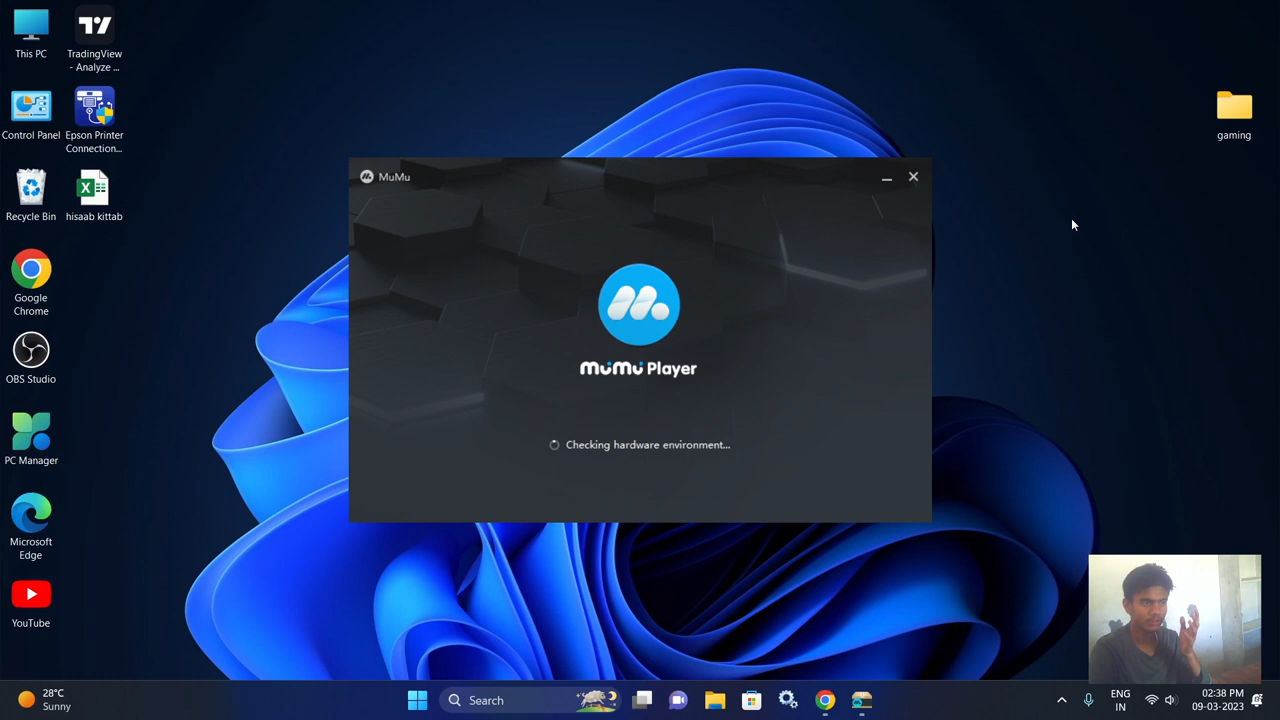 This PC
TradingView
- Analyze ...
Control Panel
Epson Printer
Connection...
Recycle Bin
hisaab kittab
Google
Chrome
OBS Studio
PC Manager
Microsoft
Edge
YouTube
gaming
MuMu
MuMu Player
Checking hardware environment...
28°C
Sunny
Search
ENG
IN
02:38 PM
09-03-2023